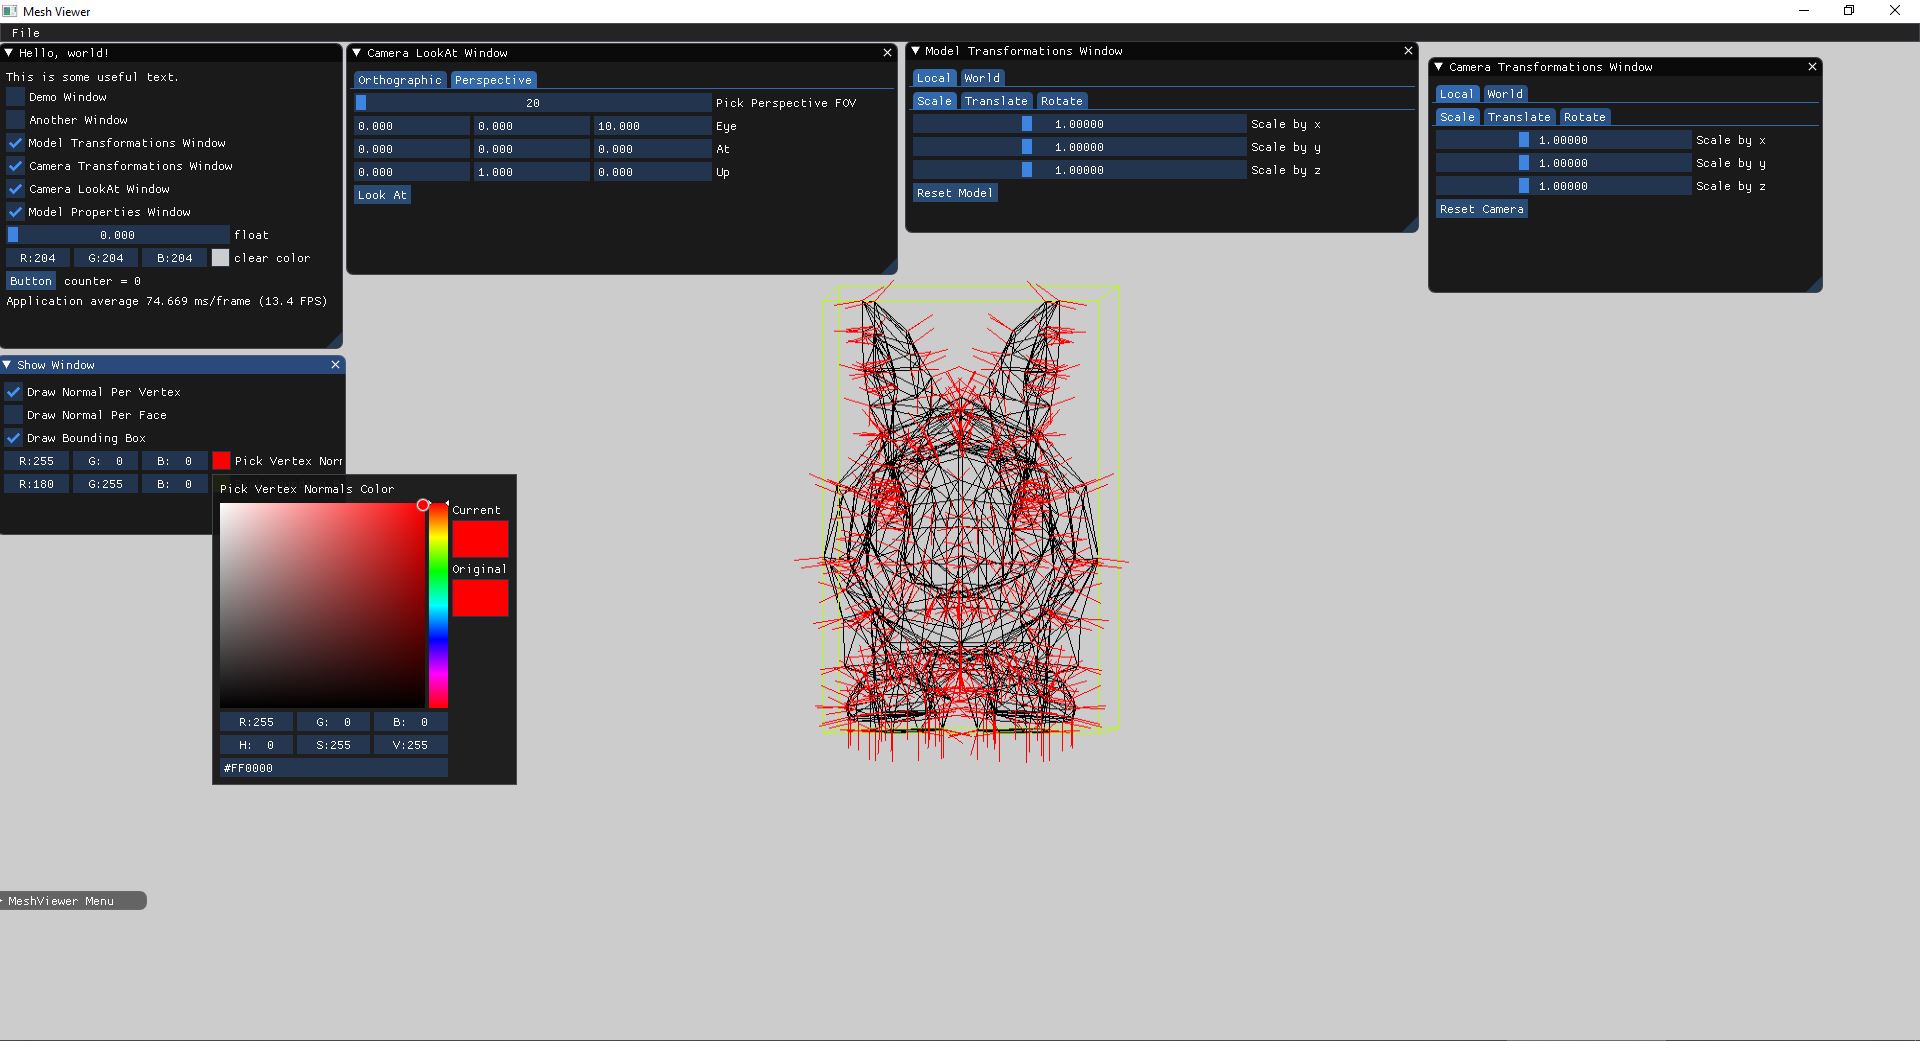 Mesh Viewer
File
Hello, world!
This is some useful text.
Demo Window
Another Window
Model Transformations Window
Camera Transformations Window
Camera LookAt Window
Model Properties Window
0.000 float
R:204 G:204 B:204 clear color
Button counter = 0
Application average 74.669 ms/frame (13.4 FPS)
Camera LookAt Window
Orthographic Perspective
20 Pick Perspective FOV
0.000 0.000 10.000 Eye
0.000 0.000 0.000 At
0.000 1.000 0.000 Up
Look At
Model Transformations Window
Local World
Scale Translate Rotate
1.00000 Scale by x
1.00000 Scale by y
1.00000 Scale by z
Reset Model
Camera Transformations Window
Local World
Scale Translate Rotate
1.00000 Scale by x
1.00000 Scale by y
1.00000 Scale by z
Reset Camera
Show Window
Draw Normal Per Vertex
Draw Normal Per Face
Draw Bounding Box
R:255 G: 0 B: 0 Pick Vertex Nor
R:180 G:255 B: 0
Pick Vertex Normals Color
Current
Original
R:255 G: 0 B: 0
H: 0 S:255 V:255
#FF0000
MeshViewer Menu